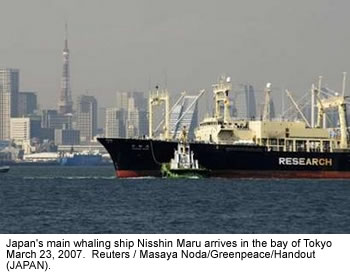 RESEARCH
Japan's main whaling ship Nisshin Maru arrives in the bay of Tokyo
March 23, 2007.  Reuters / Masaya Noda/Greenpeace/Handout
(JAPAN).